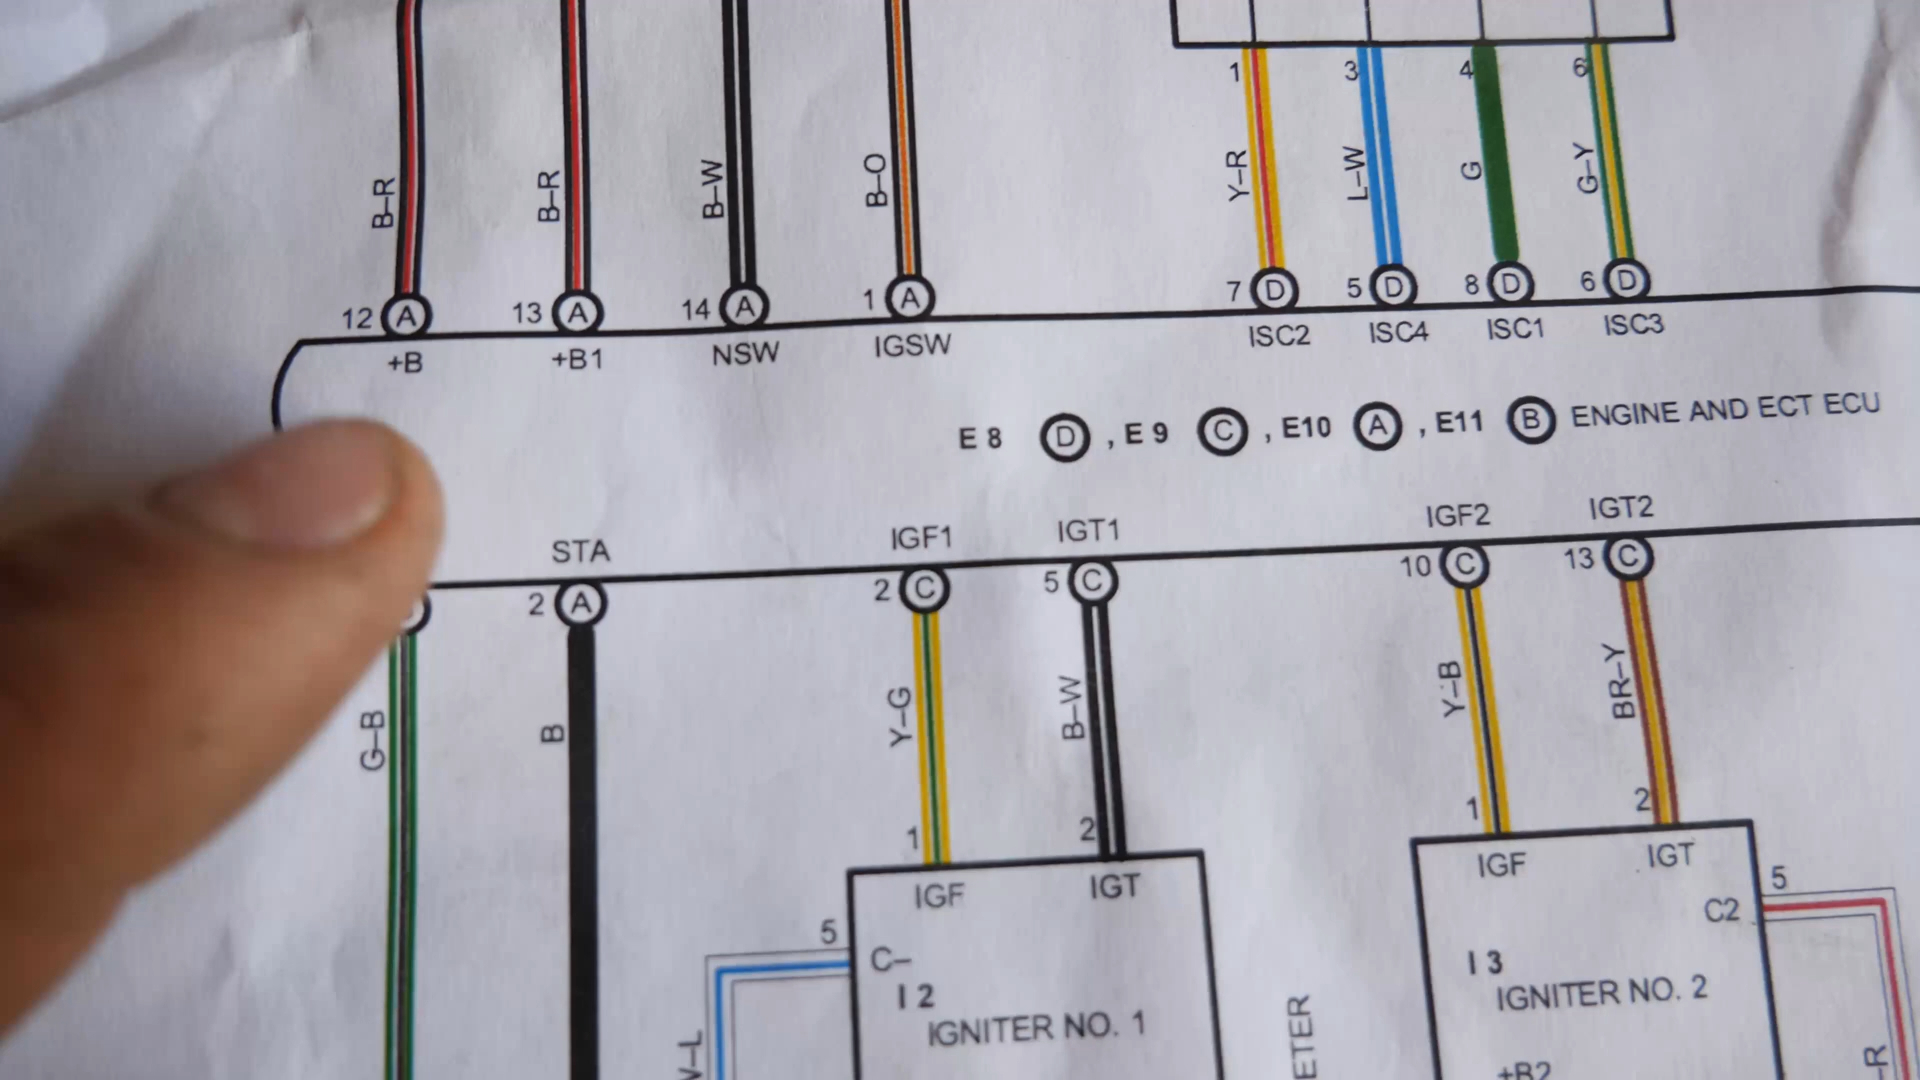 1 3 4 6
B–R B–R B–W B–O Y–R L–W G G–Y
12 A 13 A 14 A 1 A 7 D 5 D 8 D 6 D
+B +B1 NSW IGSW ISC2 ISC4 ISC1 ISC3
E 8 D , E 9 C , E10 A , E11 B ENGINE AND ECT ECU
STA IGF1 IGT1 IGF2 IGT2
2 A 2 C 5 C 10 C 13 C
G–B B Y–G B–W Y–B BR–Y
1 2 1 2
IGF IGT IGF IGT
5 C– 5 C2
I 2 I 3
IGNITER NO. 1 IGNITER NO. 2
+B2